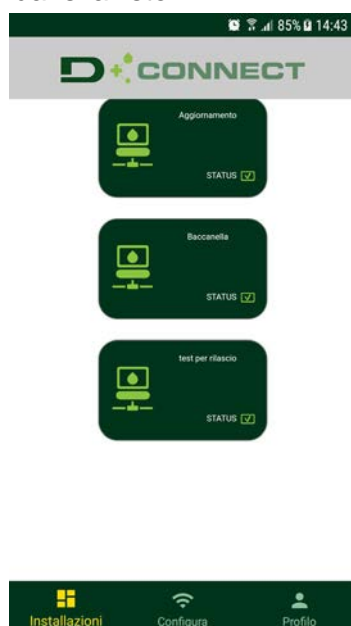 85% 14:43
D+CONNECT
Aggiornamento
STATUS
Baccanella
STATUS
test per rilascio
STATUS
Installazioni
Configura
Profilo